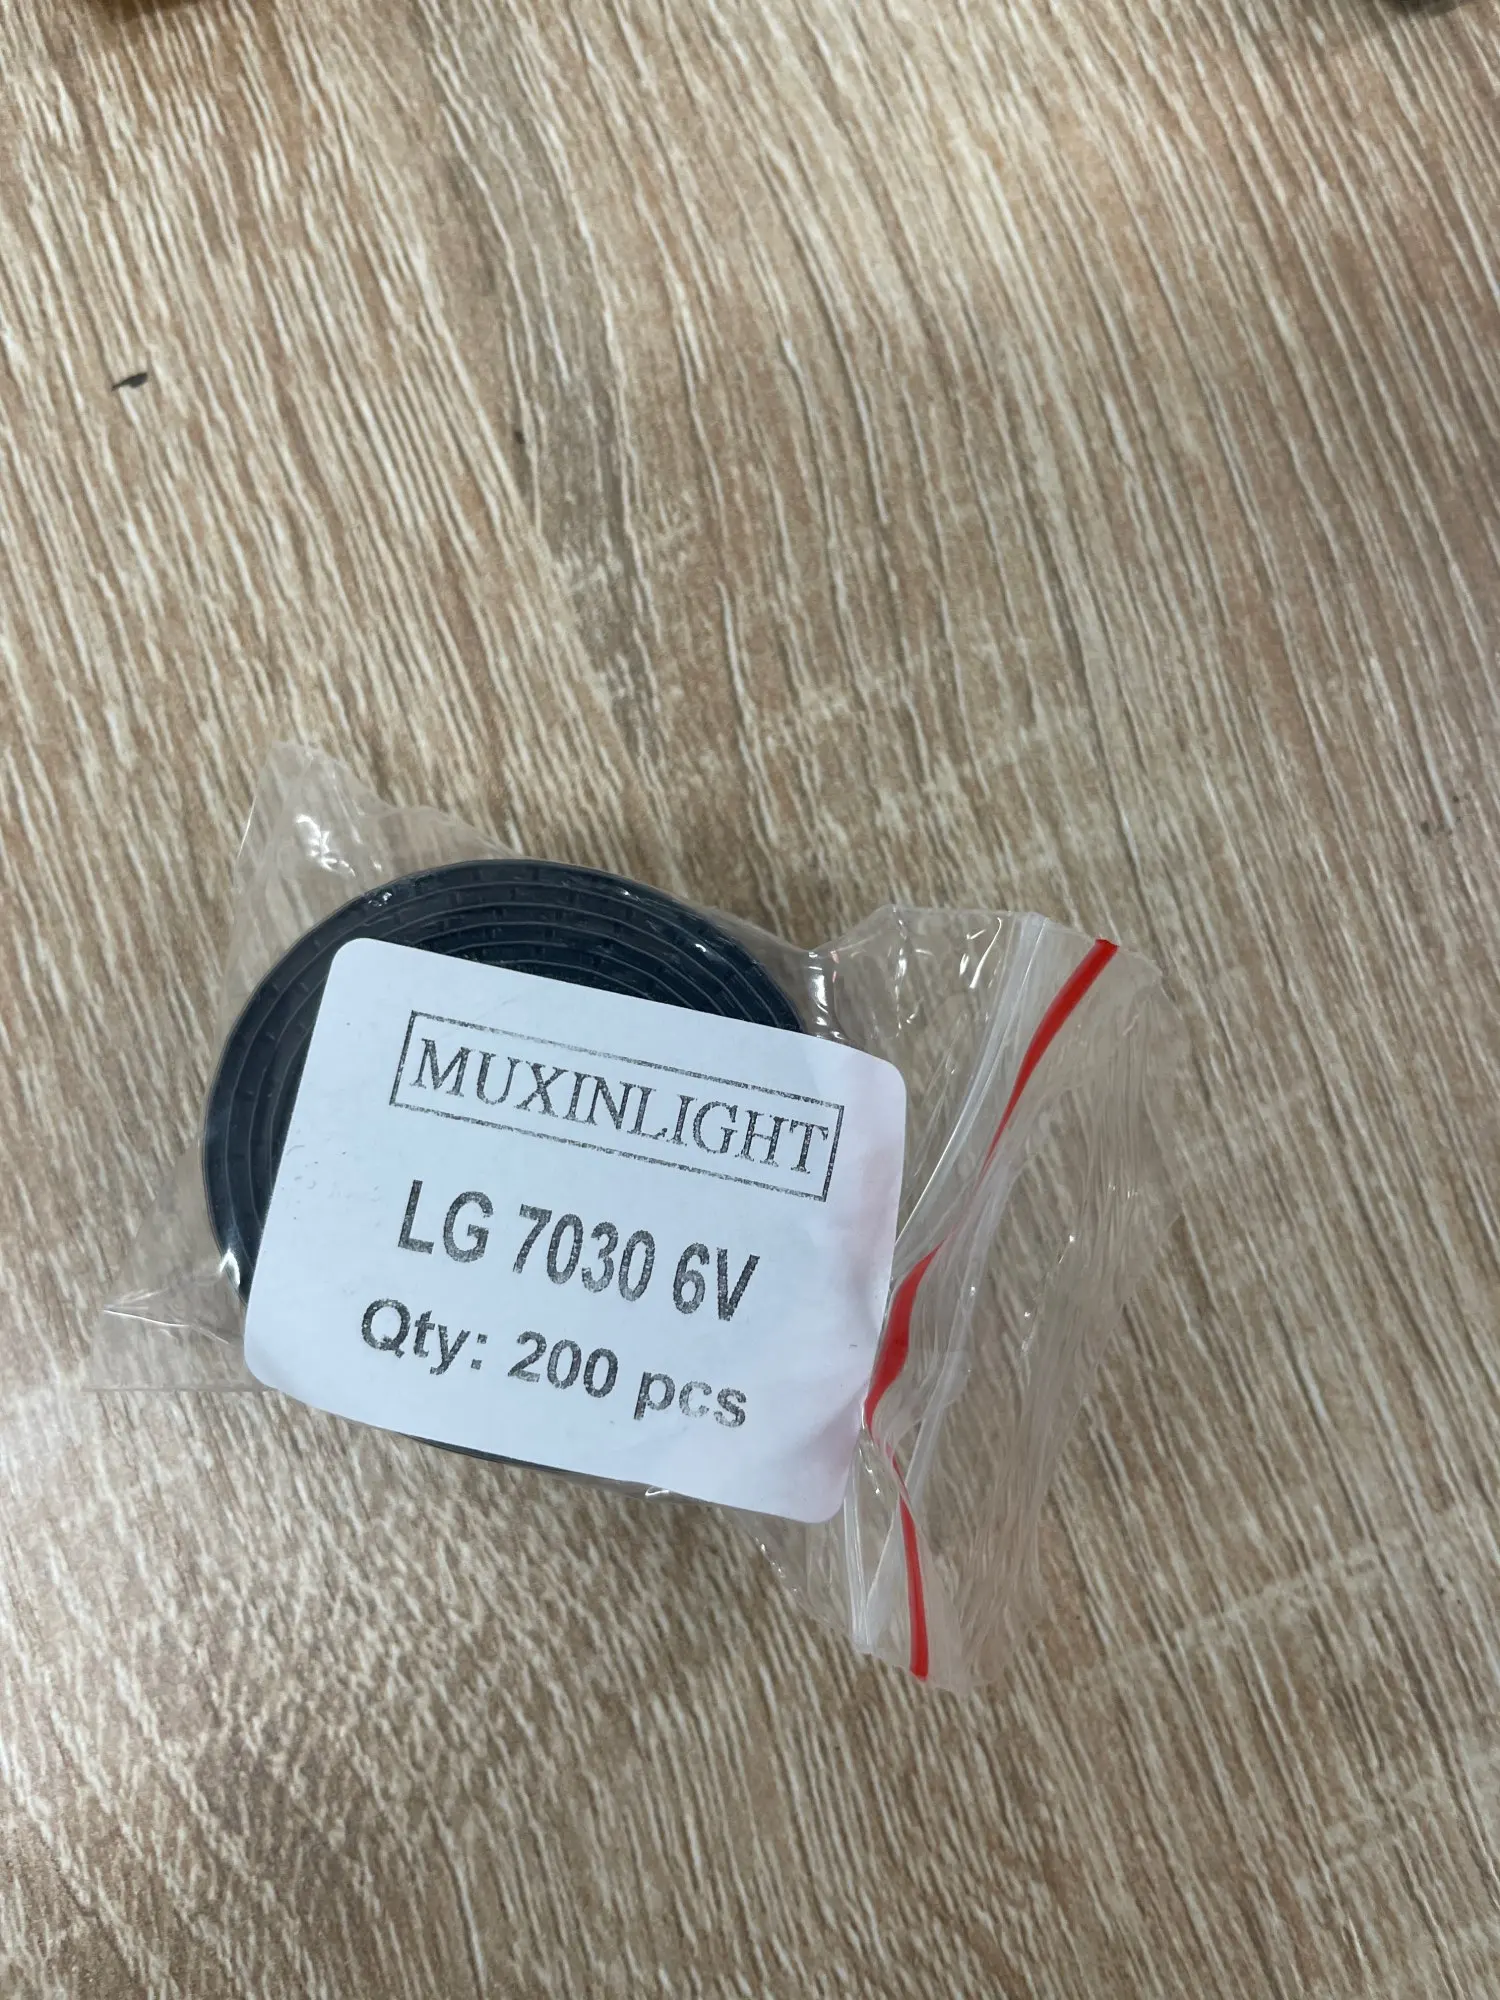 MUXINLIGHT
LG 7030 6V
Qty: 200 pcs